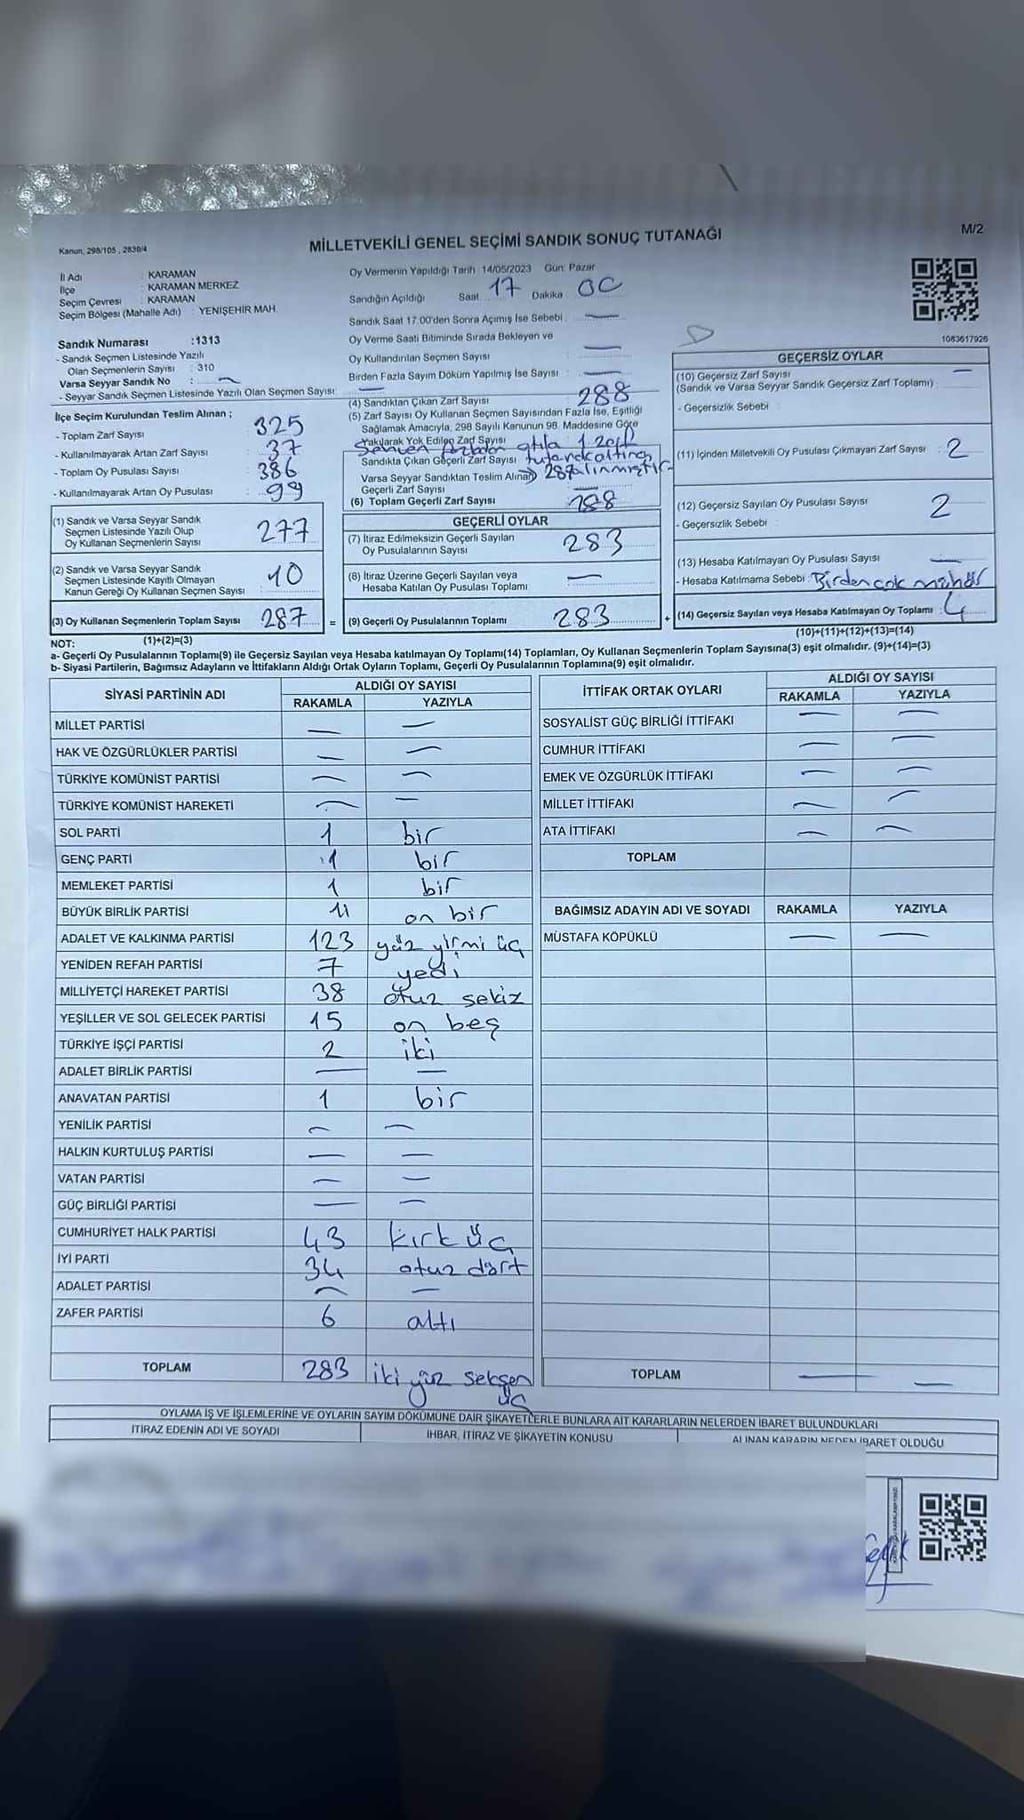 M/2
Kanun, 298/105 , 2839/4
MİLLETVEKİLİ GENEL SEÇİMİ SANDIK SONUÇ TUTANAĞI
İl Adı : KARAMAN
İlçe : KARAMAN MERKEZ
Seçim Çevresi : KARAMAN
Seçim Bölgesi (Mahalle Adı) : YENİŞEHİR MAH
Sandık Numarası :1313
- Sandık Seçmen Listesinde Yazılı
Olan Seçmenlerin Sayısı : 310
Varsa Seyyar Sandık No : —
- Seyyar Sandık Seçmen Listesinde Yazılı Olan Seçmen Sayısı: —
İlçe Seçim Kurulundan Teslim Alınan ;
- Toplam Zarf Sayısı 325
- Kullanılmayarak Artan Zarf Sayısı 37
- Toplam Oy Pusulası Sayısı 386
- Kullanılmayarak Artan Oy Pusulası 99
(1) Sandık ve Varsa Seyyar Sandık
Seçmen Listesinde Yazılı Olup
Oy Kullanan Seçmenlerin Sayısı 277
(2) Sandık ve Varsa Seyyar Sandık
Seçmen Listesinde Kayıtlı Olmayan
Kanun Gereği Oy Kullanan Seçmen Sayısı 10
(3) Oy Kullanan Seçmenlerin Toplam Sayısı 287 =
Oy Vermenin Yapıldığı Tarih :14/05/2023 Gün: Pazar
Sandığın Açıldığı Saat 17 Dakika 00
Sandık Saat 17:00'den Sonra Açımış İse Sebebi : —
Oy Verme Saati Bitiminde Sırada Bekleyen ve
Oy Kullandırılan Seçmen Sayısı : —
Birden Fazla Sayım Döküm Yapılmış İse Sayısı : —
(4) Sandıktan Çıkan Zarf Sayısı 288
(5) Zarf Sayısı Oy Kullanan Seçmen Sayısından Fazla İse, Eşitliği
Sağlamak Amacıyla, 298 Sayılı Kanunun 98. Maddesine Göre
Yakılarak Yok Edilen Zarf Sayısı
Sehven fazladan 1 zarf
Sandıkta Çıkan Geçerli Zarf Sayısı tutanak altına
Varsa Seyyar Sandıktan Teslim Alınan 287 alınmıştır
Geçerli Zarf Sayısı
(6) Toplam Geçerli Zarf Sayısı 288
GEÇERLİ OYLAR
(7) İtiraz Edilmeksizin Geçerli Sayılan
Oy Pusulalarının Sayısı 283
(8) İtiraz Üzerine Geçerli Sayılan veya
Hesaba Katılan Oy Pusulası Toplamı —
(9) Geçerli Oy Pusulalarının Toplamı 283 +
1083617926
GEÇERSİZ OYLAR
(10) Geçersiz Zarf Sayısı —
(Sandık ve Varsa Seyyar Sandık Geçersiz Zarf Toplamı)
- Geçersizlik Sebebi :
(11) İçinden Milletvekili Oy Pusulası Çıkmayan Zarf Sayısı 2
(12) Geçersiz Sayılan Oy Pusulası Sayısı 2
- Geçersizlik Sebebi :
(13) Hesaba Katılmayan Oy Pusulası Sayısı —
- Hesaba Katılmama Sebebi : Birden çok mühür
(14) Geçersiz Sayılan veya Hesaba Katılmayan Oy Toplamı : 4
NOT: (1)+(2)=(3)
(10)+(11)+(12)+(13)=(14)
a- Geçerli Oy Pusulalarının Toplamı(9) ile Geçersiz Sayılan veya Hesaba katılmayan Oy Toplamı(14) Toplamları, Oy Kullanan Seçmenlerin Toplam Sayısına(3) eşit olmalıdır. (9)+(14)=(3)
b- Siyasi Partilerin, Bağımsız Adayların ve İttifakların Aldığı Ortak Oyların Toplamı, Geçerli Oy Pusulalarının Toplamına(9) eşit olmalıdır.
SİYASİ PARTİNİN ADI ALDIĞI OY SAYISI
RAKAMLA YAZIYLA
MİLLET PARTİSİ — —
HAK VE ÖZGÜRLÜKLER PARTİSİ — —
TÜRKİYE KOMÜNİST PARTİSİ — —
TÜRKİYE KOMÜNİST HAREKETİ — —
SOL PARTİ 1 bir
GENÇ PARTİ 1 bir
MEMLEKET PARTİSİ 1 bir
BÜYÜK BİRLİK PARTİSİ 11 on bir
ADALET VE KALKINMA PARTİSİ 123 yüz yirmi üç
YENİDEN REFAH PARTİSİ 7 yedi
MİLLİYETÇİ HAREKET PARTİSİ 38 otuz sekiz
YEŞİLLER VE SOL GELECEK PARTİSİ 15 on beş
TÜRKİYE İŞÇİ PARTİSİ 2 iki
ADALET BİRLİK PARTİSİ — —
ANAVATAN PARTİSİ 1 bir
YENİLİK PARTİSİ — —
HALKIN KURTULUŞ PARTİSİ — —
VATAN PARTİSİ — —
GÜÇ BİRLİĞİ PARTİSİ — —
CUMHURİYET HALK PARTİSİ 43 kırk üç
İYİ PARTİ 34 otuz dört
ADALET PARTİSİ — —
ZAFER PARTİSİ 6 altı
TOPLAM 283 iki yüz seksen
üç
İTTİFAK ORTAK OYLARI ALDIĞI OY SAYISI
RAKAMLA YAZIYLA
SOSYALİST GÜÇ BİRLİĞİ İTTİFAKI — —
CUMHUR İTTİFAKI — —
EMEK VE ÖZGÜRLÜK İTTİFAKI — —
MİLLET İTTİFAKI — —
ATA İTTİFAKI — —
TOPLAM
BAĞIMSIZ ADAYIN ADI VE SOYADI RAKAMLA YAZIYLA
MUSTAFA KÖPÜKLÜ — —
TOPLAM — —
OYLAMA İŞ VE İŞLEMLERİNE VE OYLARIN SAYIM DÖKÜMÜNE DAİR ŞİKAYETLERLE BUNLARA AİT KARARLARIN NELERDEN İBARET BULUNDUKLARI
İTİRAZ EDENİN ADI VE SOYADI İHBAR, İTİRAZ VE ŞİKAYETİN KONUSU ALINAN KARARIN NEDEN İBARET OLDUĞU